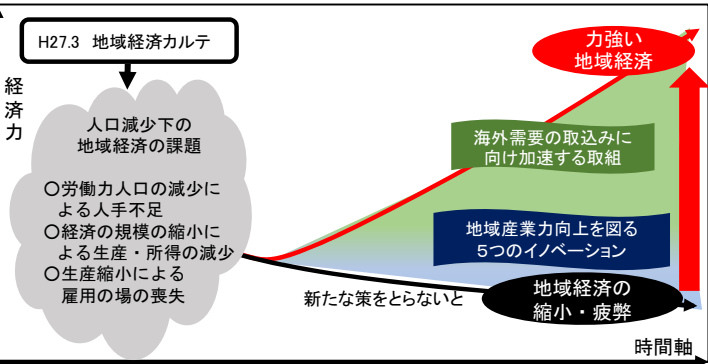 H27.3 地域経済カルテ
経済力
人口減少下の
地域経済の課題
○労働力人口の減少に
よる人手不足
○経済の規模の縮小に
よる生産・所得の減少
○生産縮小による
雇用の場の喪失
力強い
地域経済
海外需要の取込みに
向け加速する取組
地域産業力向上を図る
5つのイノベーション
新たな策をとらないと
地域経済の
縮小・疲弊
時間軸